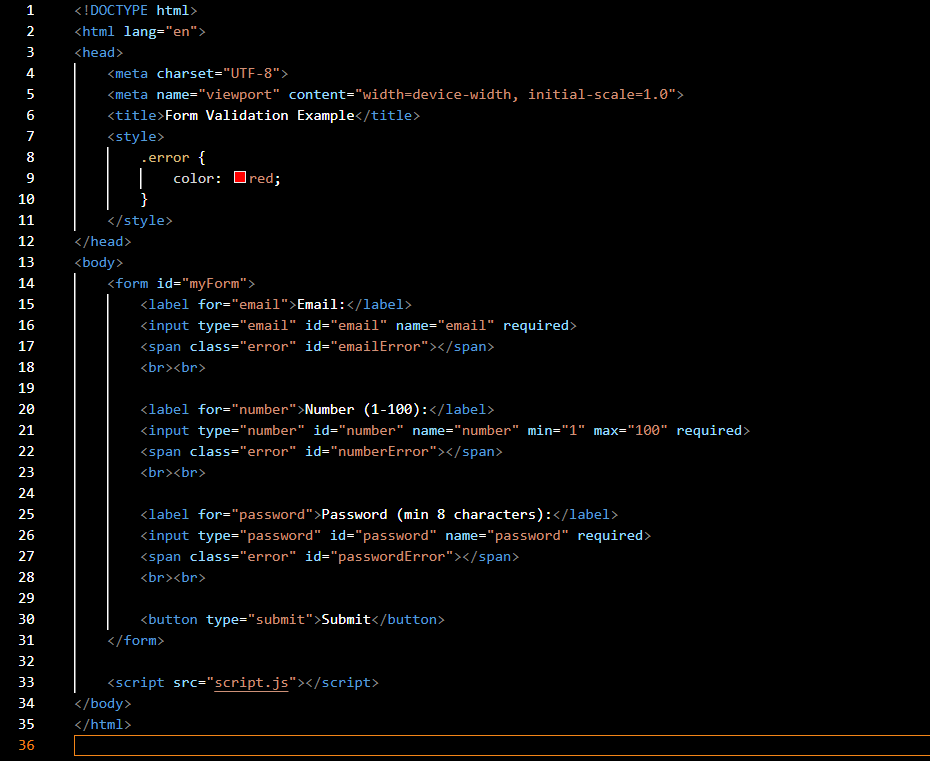 1 <!DOCTYPE html>
2 <html lang="en">
3 <head>
4     <meta charset="UTF-8">
5     <meta name="viewport" content="width=device-width, initial-scale=1.0">
6     <title>Form Validation Example</title>
7     <style>
8         .error {
9             color: red;
10         }
11     </style>
12 </head>
13 <body>
14     <form id="myForm">
15         <label for="email">Email:</label>
16         <input type="email" id="email" name="email" required>
17         <span class="error" id="emailError"></span>
18         <br><br>
19
20         <label for="number">Number (1-100):</label>
21         <input type="number" id="number" name="number" min="1" max="100" required>
22         <span class="error" id="numberError"></span>
23         <br><br>
24
25         <label for="password">Password (min 8 characters):</label>
26         <input type="password" id="password" name="password" required>
27         <span class="error" id="passwordError"></span>
28         <br><br>
29
30         <button type="submit">Submit</button>
31     </form>
32
33     <script src="script.js"></script>
34 </body>
35 </html>
36